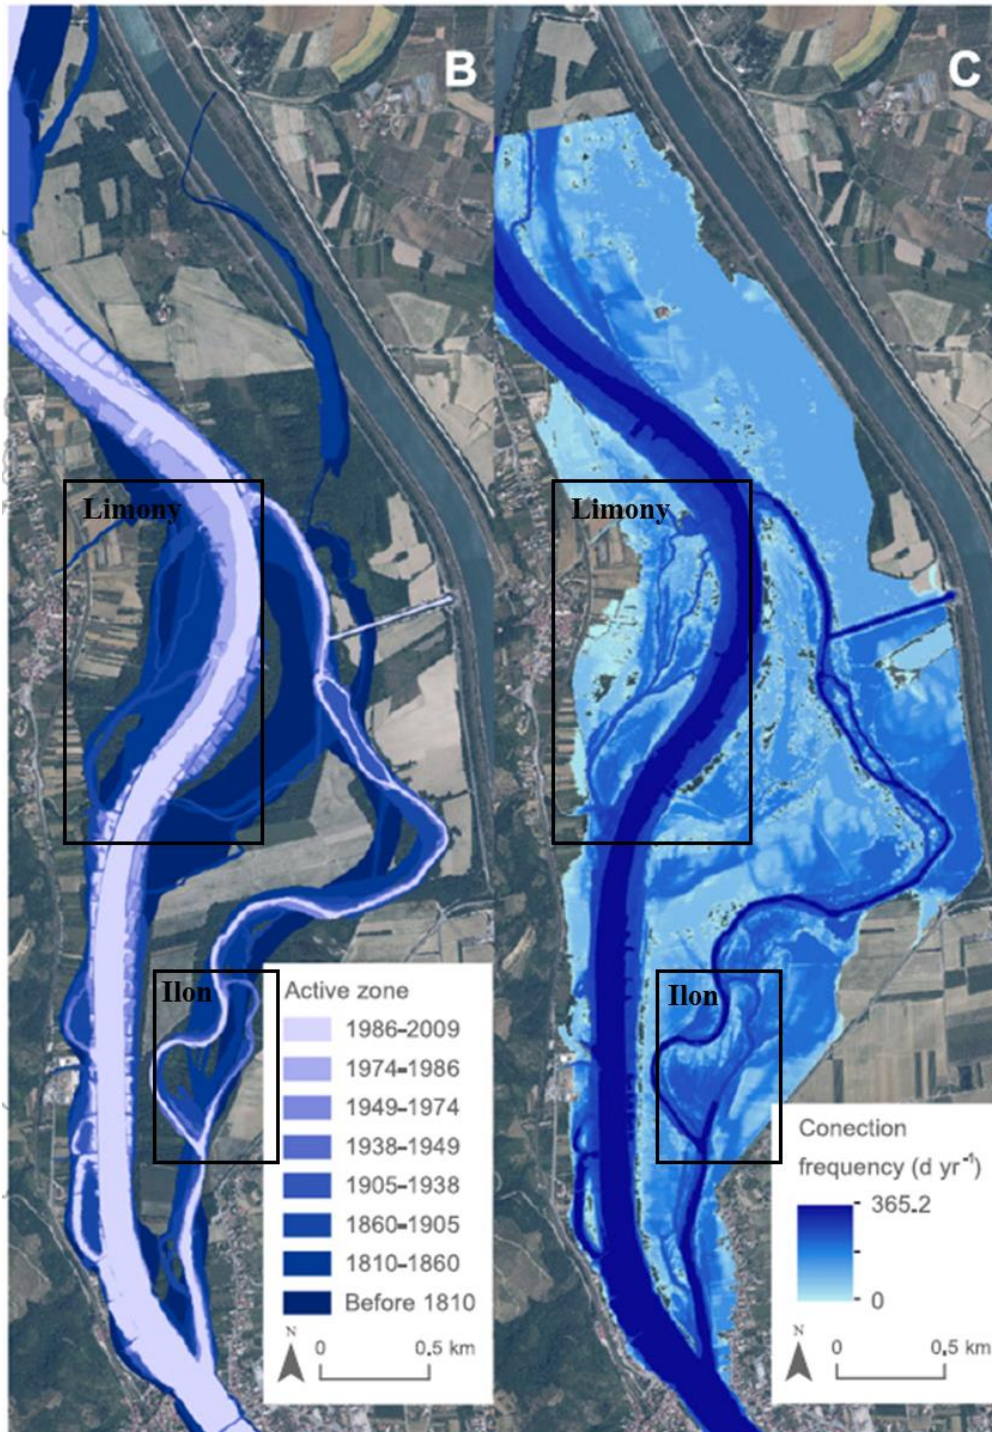 B
Limony
Ilon
Active zone
1986–2009
1974–1986
1949–1974
1938–1949
1905–1938
1860–1905
1810–1860
Before 1810
N
0 0.5 km
C
Limony
Ilon
Conection
frequency (d yr⁻¹)
365.2
0
N
0 0.5 km